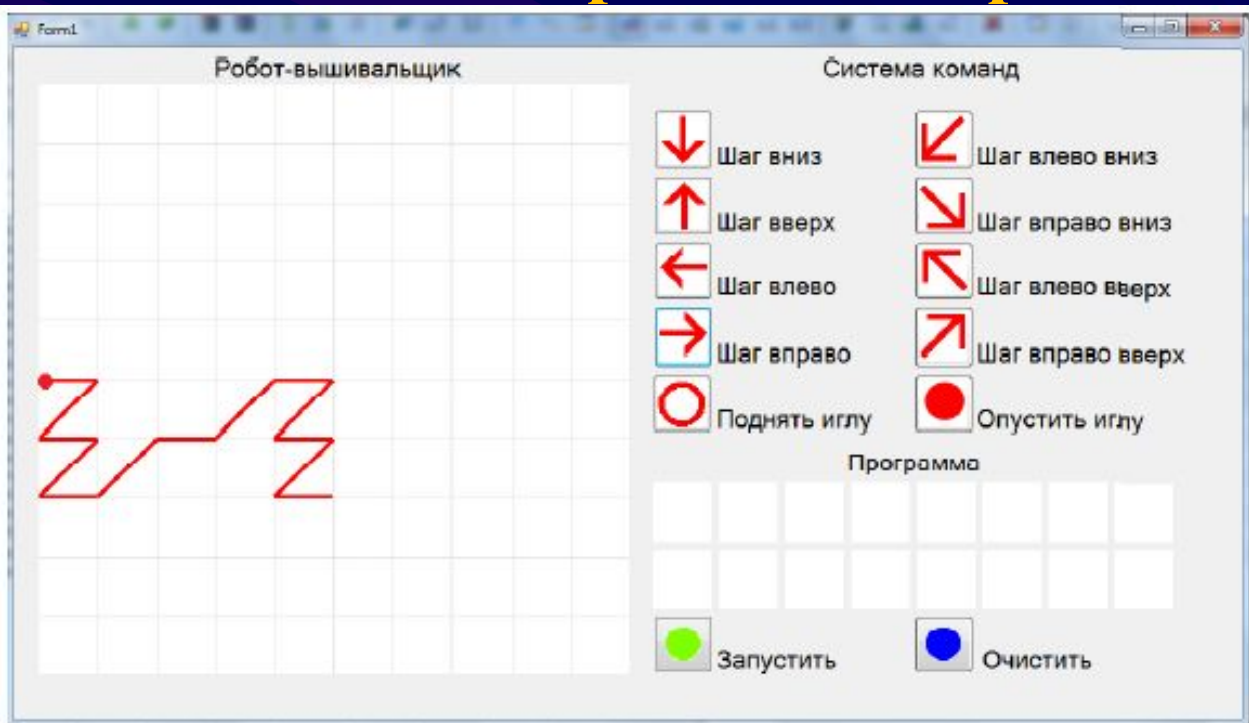 Form1
Робот-вышивальщик
Система команд
Шаг вниз
Шаг влево вниз
Шаг вверх
Шаг вправо вниз
Шаг влево
Шаг влево вверх
Шаг вправо
Шаг вправо вверх
Поднять иглу
Опустить иглу
Программа
Запустить
Очистить